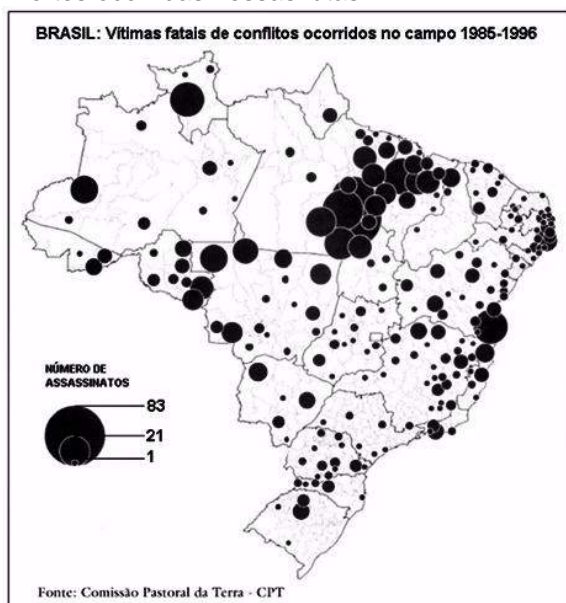 BRASIL: Vítimas fatais de conflitos ocorridos no campo 1985-1996
NÚMERO DE
ASSASSINATOS
83
21
1
Fonte: Comissão Pastoral da Terra - CPT